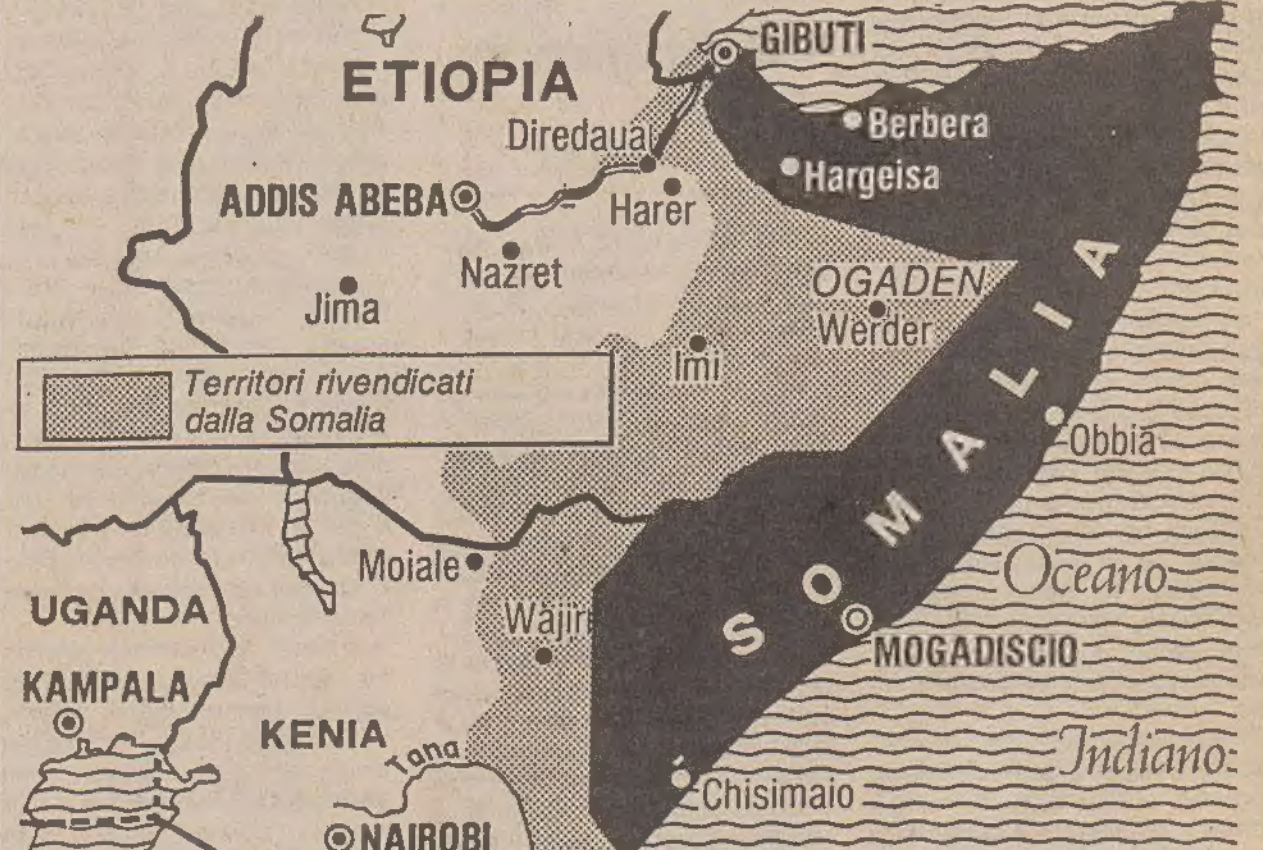 GIBUTI
ETIOPIA
Berbera
Diredaua
Hargeisa
ADDIS ABEBA
Harer
Nazret
OGADEN
Jima
Werder
Imi
Territori rivendicati
dalla Somalia
SOMALIA
Obbia
Moiale
Oceano
UGANDA
Wajir
MOGADISCIO
KAMPALA
KENIA
Tana
Indiano
Chisimaio
NAIROBI